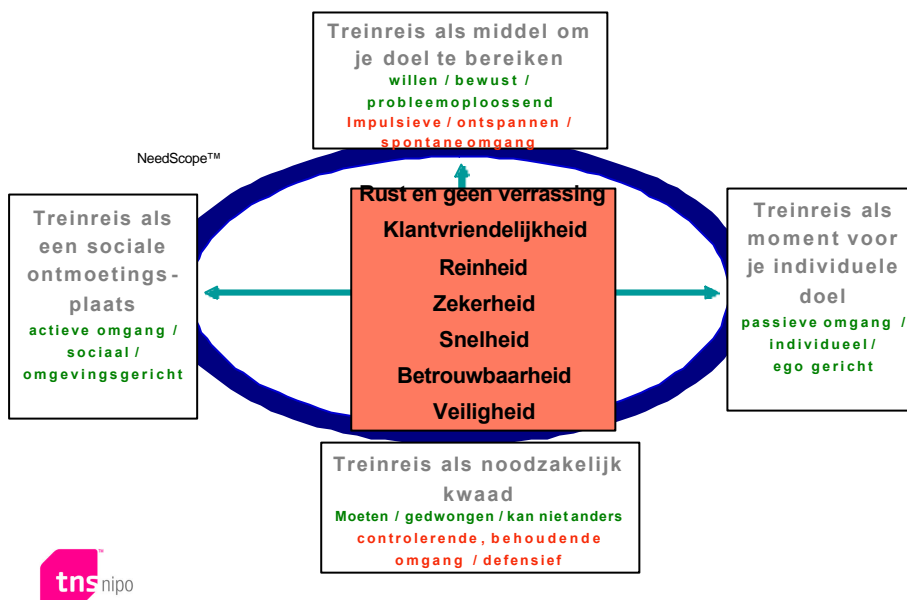 Treinreis als middel om
je doel te bereiken
willen / bewust /
probleemoploossend
Impulsieve / ontspannen /
spontane omgang
NeedScope™
Treinreis als
een sociale
ontmoetings-
plaats
actieve omgang /
sociaal /
omgevingsgericht
Rust en geen verrassing
Klantvriendelijkheid
Reinheid
Zekerheid
Snelheid
Betrouwbaarheid
Veiligheid
Treinreis als
moment voor
je individuele
doel
passieve omgang /
individueel /
ego gericht
Treinreis als noodzakelijk
kwaad
Moeten / gedwongen / kan niet anders
controlerende, behoudende
omgang / defensief
tns nipo
™